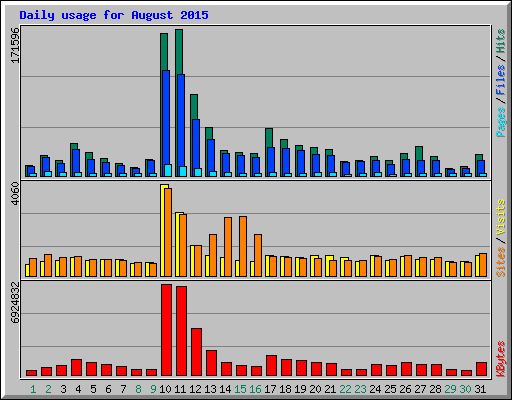 Daily usage for August 2015
171596
Pages / Files / Hits
4060
Sites / Visits
6924832
KBytes
1 2 3 4 5 6 7 8 9 10 11 12 13 14 15 16 17 18 19 20 21 22 23 24 25 26 27 28 29 30 31